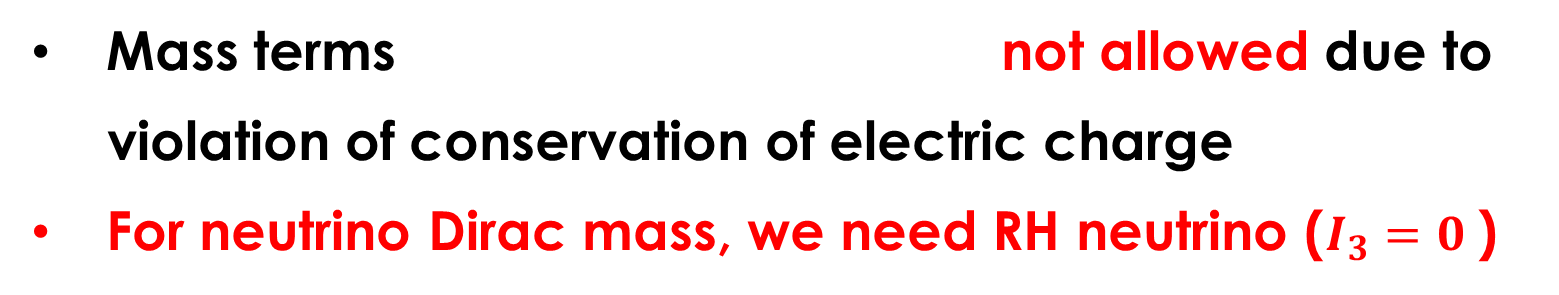 • Mass terms not allowed due to
violation of conservation of electric charge
• For neutrino Dirac mass, we need RH neutrino (𝑰₃ = 𝟎 )